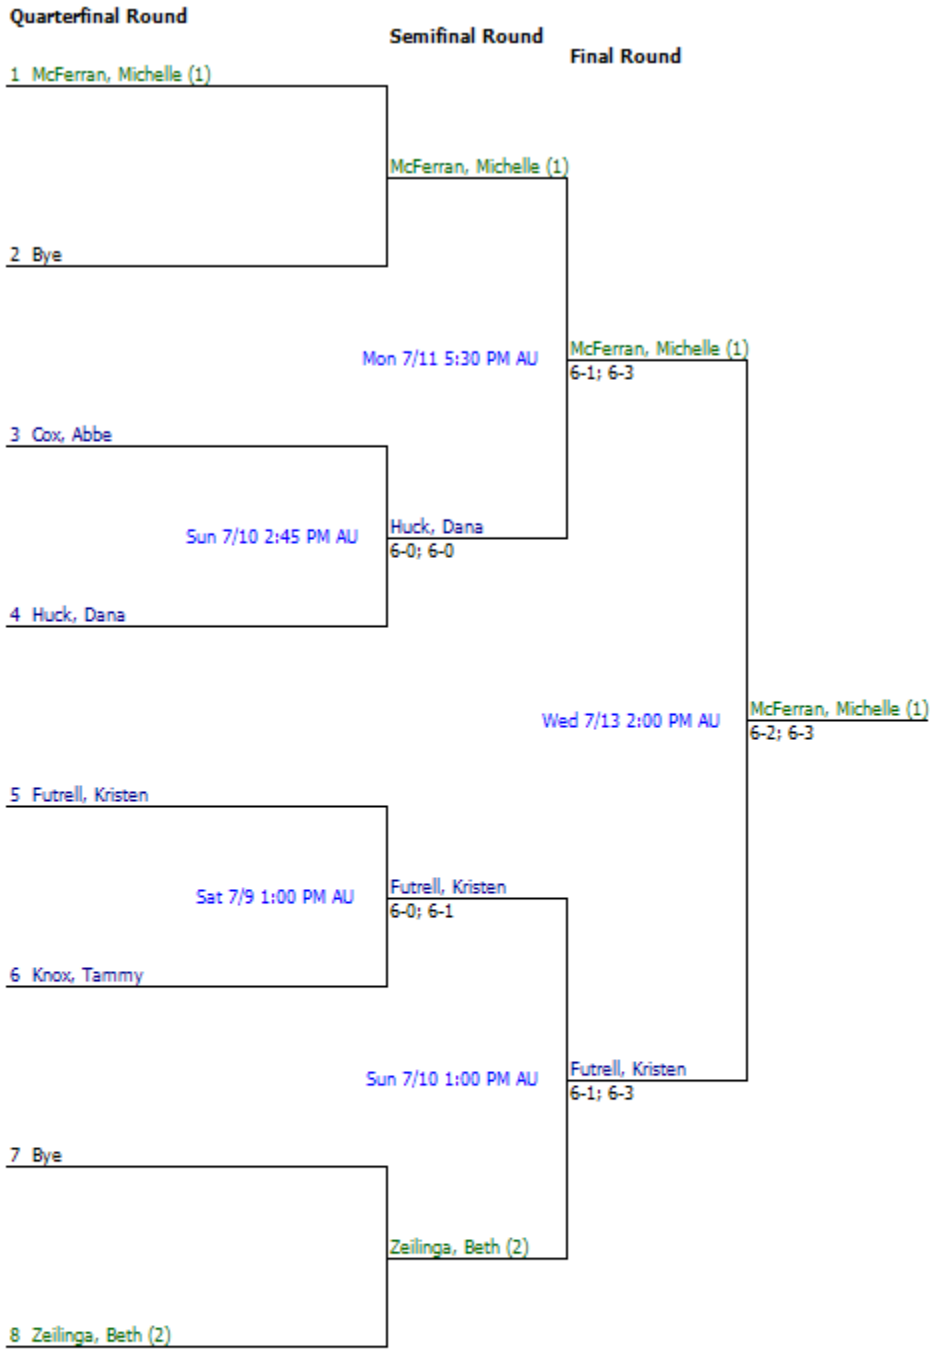 Quarterfinal Round
Semifinal Round
Final Round
1 McFerran, Michelle (1)
McFerran, Michelle (1)
2 Bye
McFerran, Michelle (1)
Mon 7/11 5:30 PM AU
6-1; 6-3
3 Cox, Abbe
Huck, Dana
Sun 7/10 2:45 PM AU
6-0; 6-0
4 Huck, Dana
McFerran, Michelle (1)
Wed 7/13 2:00 PM AU
6-2; 6-3
5 Futrell, Kristen
Futrell, Kristen
Sat 7/9 1:00 PM AU
6-0; 6-1
6 Knox, Tammy
Futrell, Kristen
Sun 7/10 1:00 PM AU
6-1; 6-3
7 Bye
Zeilinga, Beth (2)
8 Zeilinga, Beth (2)